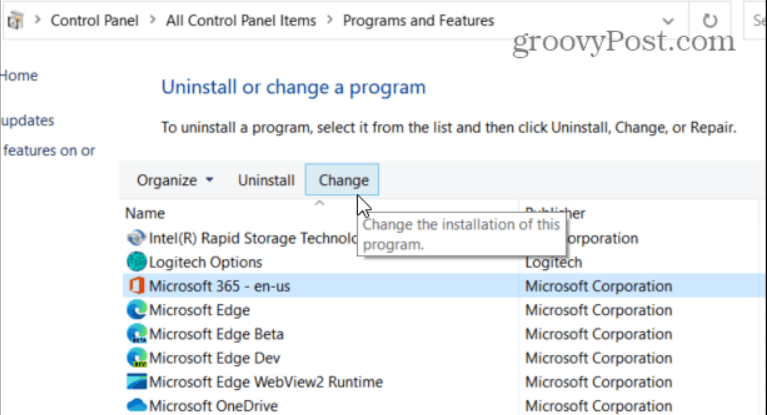 Control Panel > All Control Panel Items > Programs and Features
groovyPost.com
Home
Uninstall or change a program
updates
To uninstall a program, select it from the list and then click Uninstall, Change, or Repair.
features on or
Organize Uninstall Change
Name Publisher
Change the installation of this
program.
Intel(R) Rapid Storage Technolo orporation
Logitech Options Logitech
Microsoft 365 - en-us Microsoft Corporation
Microsoft Edge Microsoft Corporation
Microsoft Edge Beta Microsoft Corporation
Microsoft Edge Dev Microsoft Corporation
Microsoft Edge WebView2 Runtime Microsoft Corporation
Microsoft OneDrive Microsoft Corporation